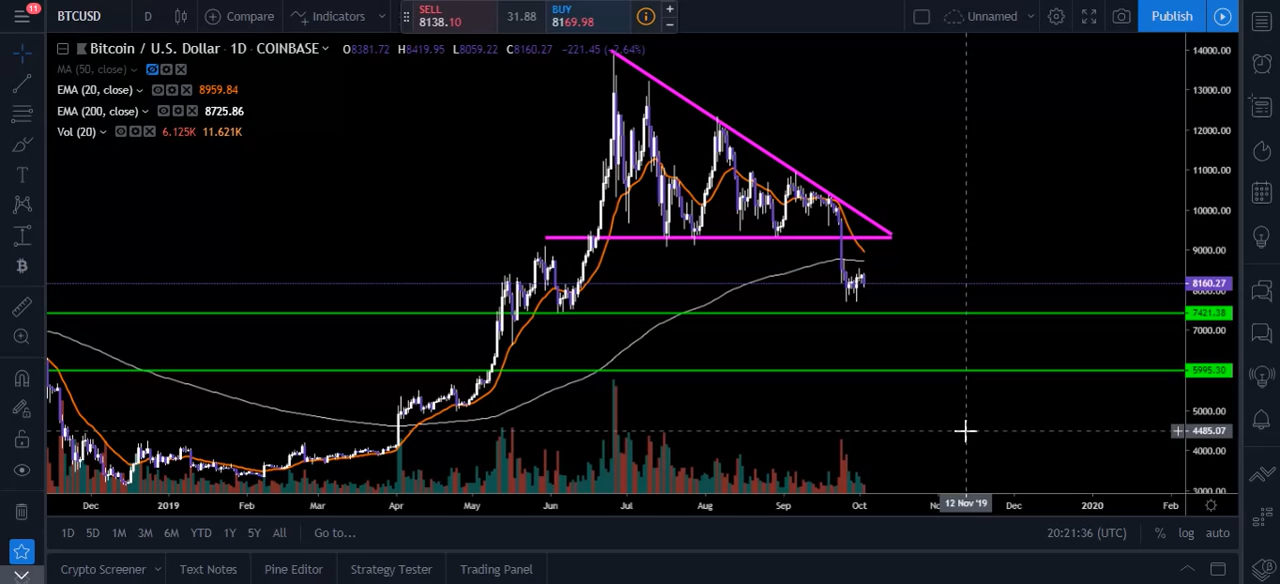 11
BTCUSD D Compare Indicators SELL 8138.10 31.88 BUY 8169.98 + − Unnamed Publish
Bitcoin / U.S. Dollar 1D COINBASE O8381.72 H8419.95 L8059.22 C8160.27 −221.45 (−2.64%)
MA (50, close)
EMA (20, close) 8959.84
EMA (200, close) 8725.86
Vol (20) 6.125K 11.621K
14000.00
13000.00
12000.00
11000.00
10000.00
9000.00
8160.27
8000.00
7421.38
7000.00
5995.30
5000.00
4485.07
4000.00
3000.00
Dec 2019 Feb Mar Apr May Jun Jul Aug Sep Oct 12 Nov '19 Dec 2020 Feb
1D 5D 1M 3M 6M YTD 1Y 5Y All Go to... 20:21:36 (UTC) % log auto
Crypto Screener Text Notes Pine Editor Strategy Tester Trading Panel